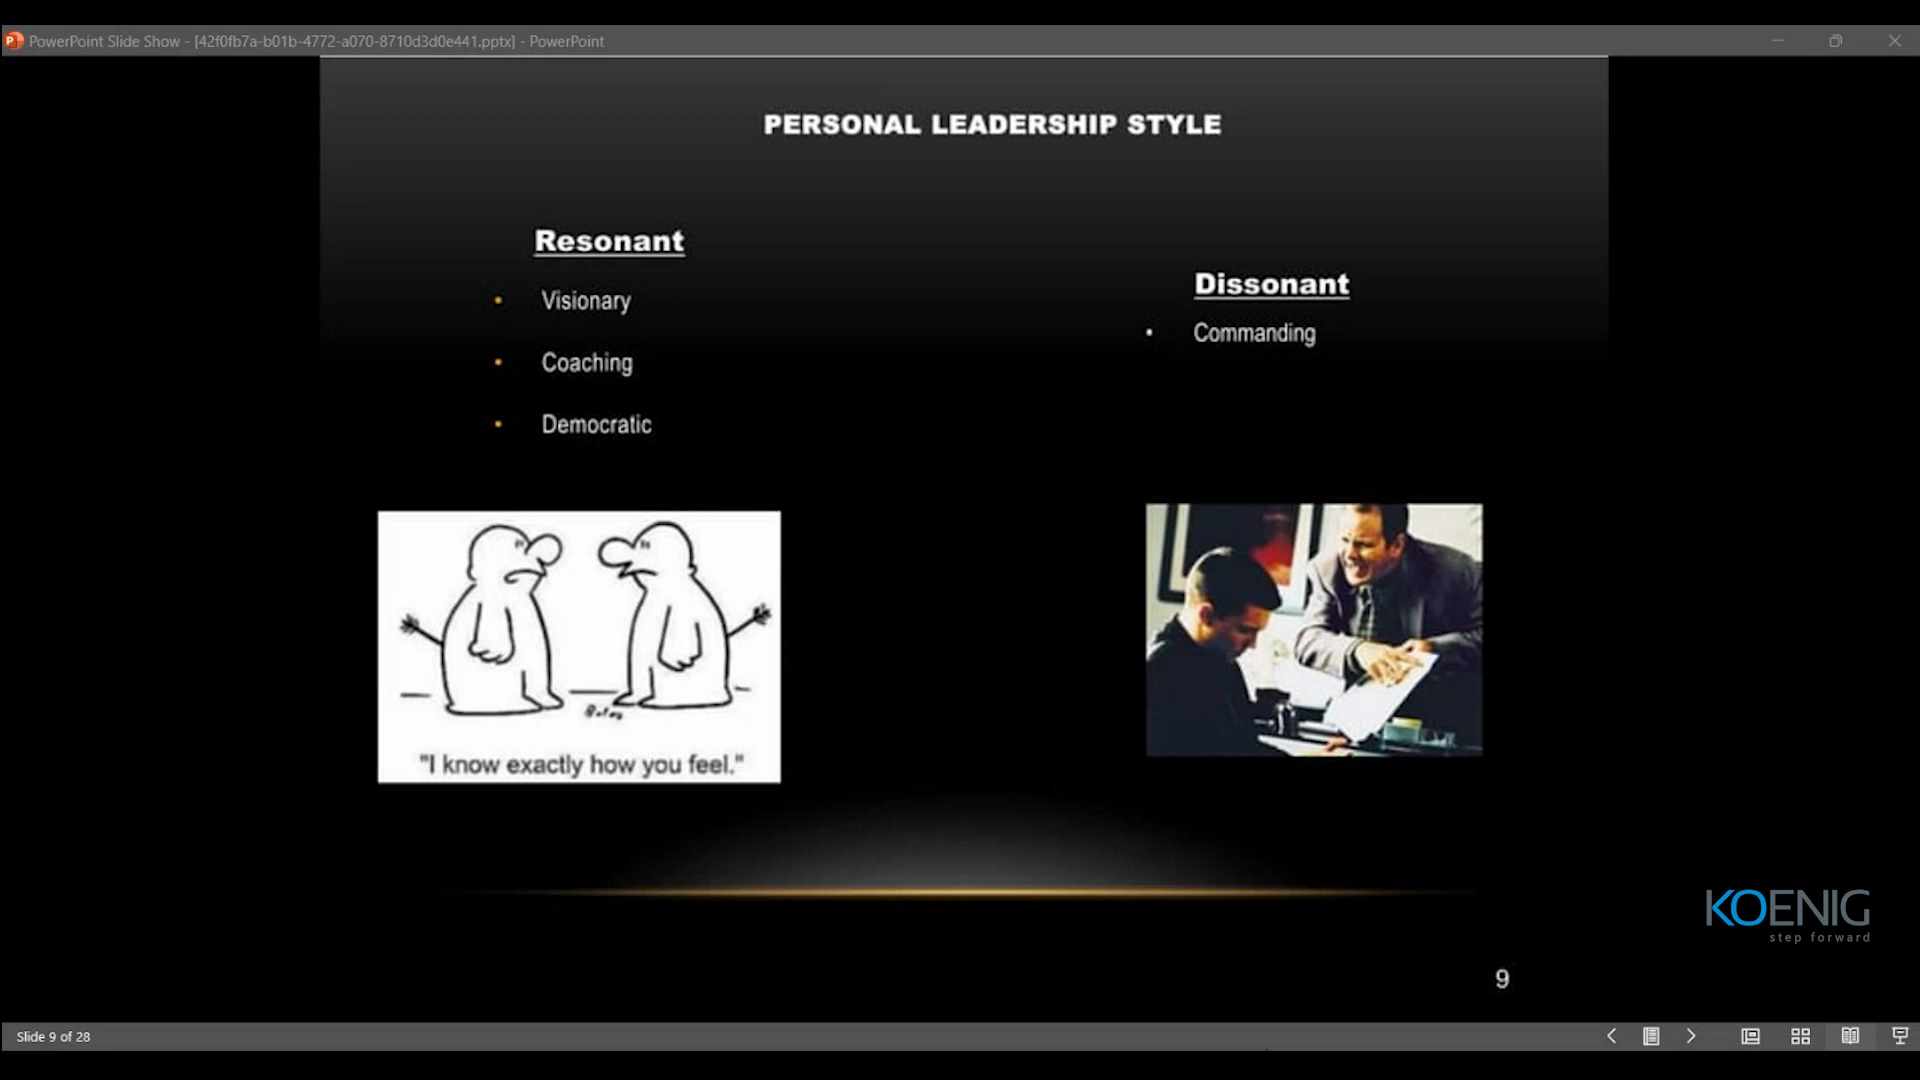 PowerPoint Slide Show - [42f0fb7a-b01b-4772-a070-8710d3d0e441.pptx] - PowerPoint
PERSONAL LEADERSHIP STYLE
Resonant
• Visionary
• Coaching
• Democratic
Dissonant
• Commanding
"I know exactly how you feel."
KOENIG
step forward
9
Slide 9 of 28